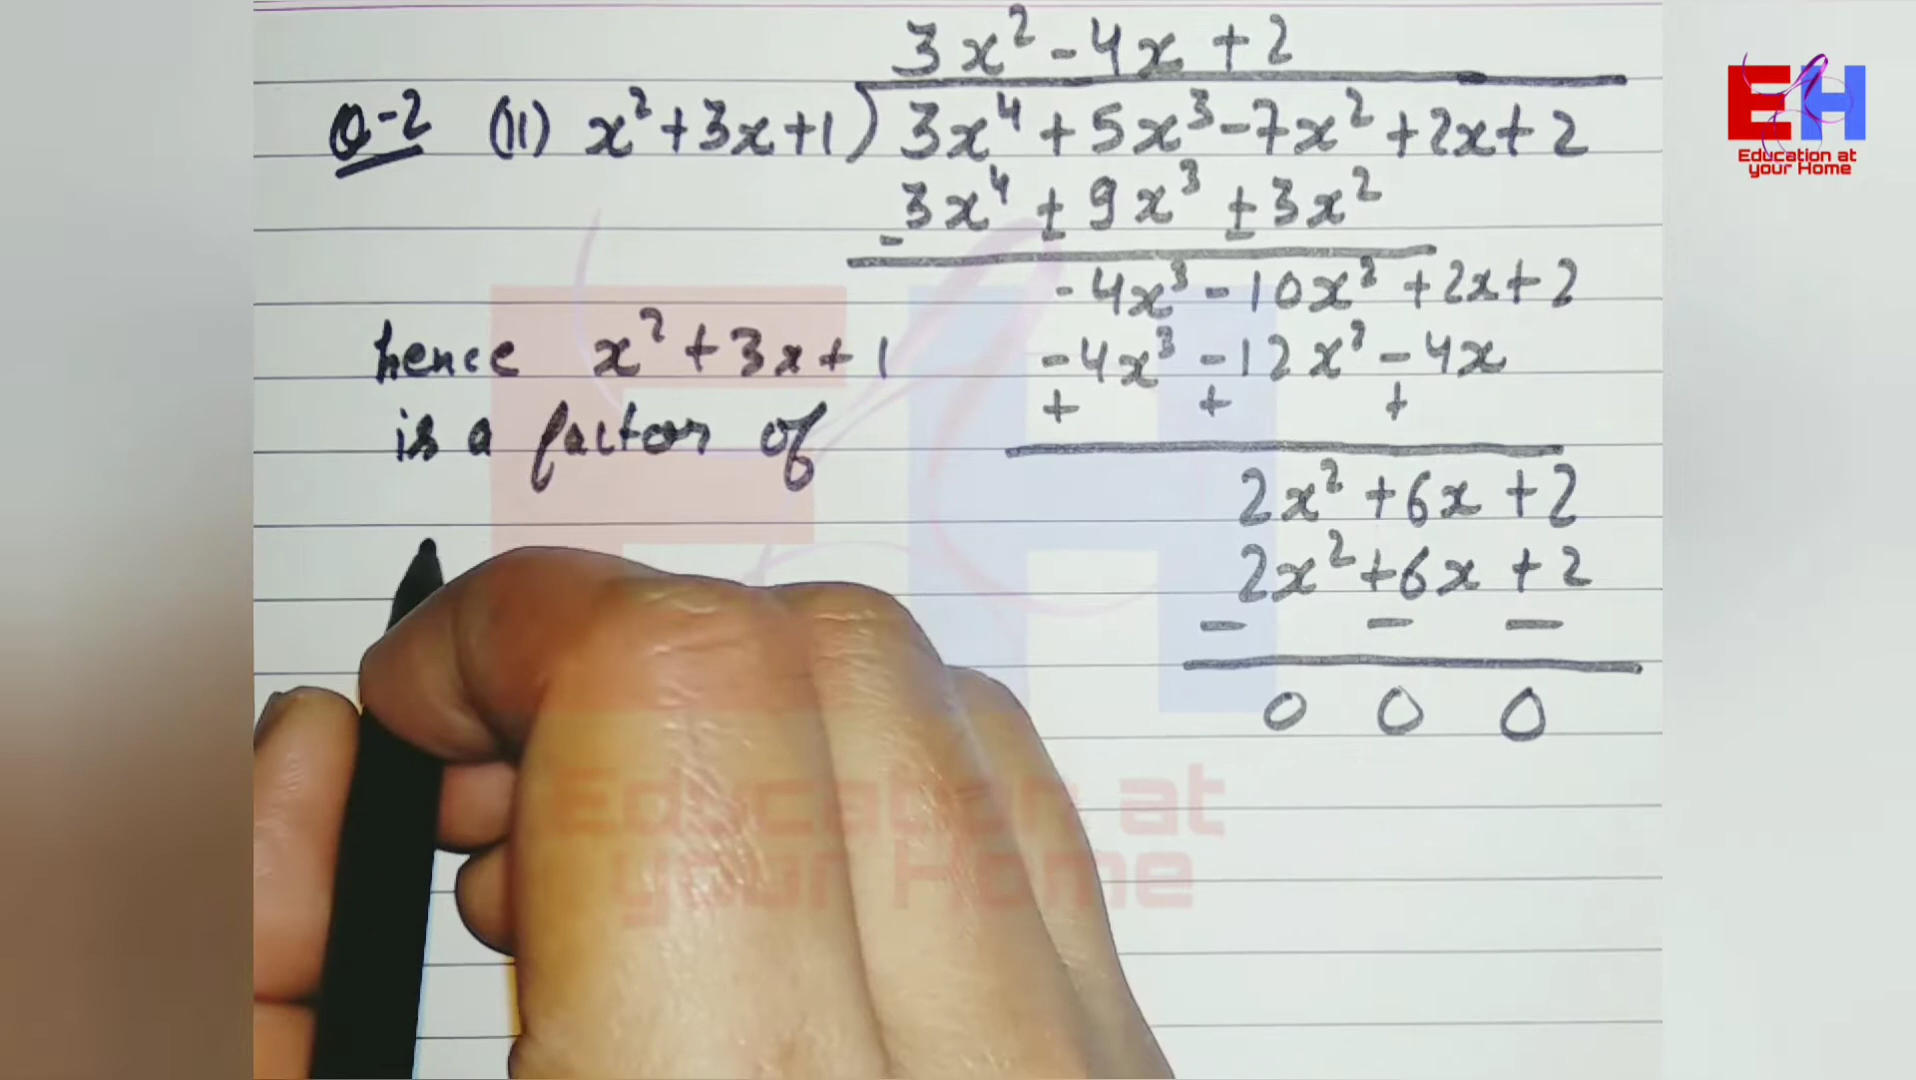 3x² - 4x + 2
Q-2 (ii) x² + 3x + 1 ) 3x⁴ + 5x³ - 7x² + 2x + 2
3x⁴ + 9x³ + 3x²
- - -
-4x³ - 10x² + 2x + 2
hence x² + 3x + 1
-4x³ - 12x² - 4x
+ + +
is a factor of
2x² + 6x + 2
2x² + 6x + 2
- - -
0 0 0
EH
Education at
your Home
Education at
your Home